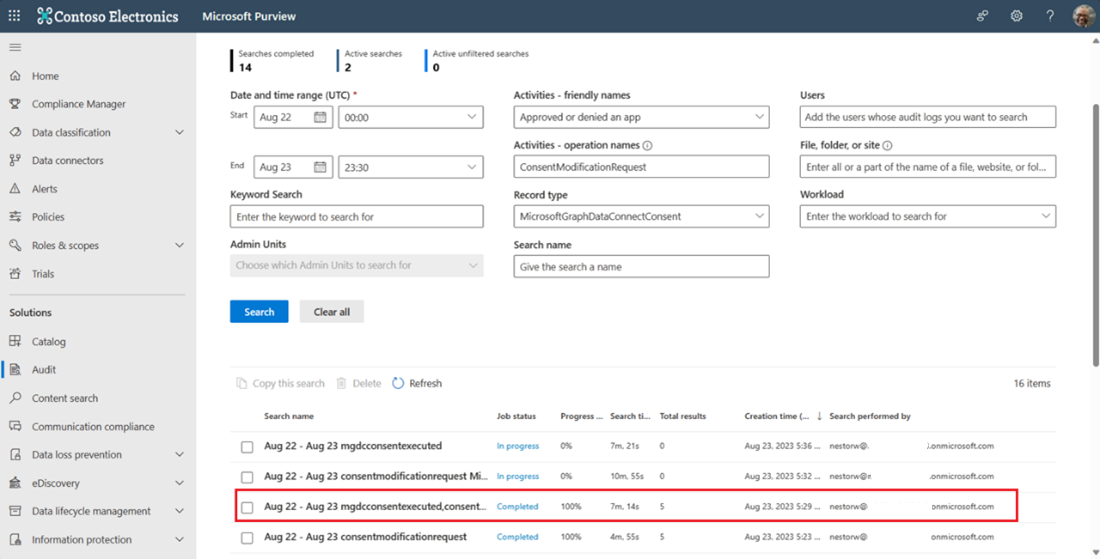 Contoso Electronics Microsoft Purview ?
Home
Compliance Manager
Data classification
Data connectors
Alerts
Policies
Roles & scopes
Trials
Solutions
Catalog
Audit
Content search
Communication compliance
Data loss prevention
eDiscovery
Data lifecycle management
Information protection
Searches completed Active searches Active unfiltered searches
14 2 0
Date and time range (UTC) * Activities - friendly names Users
Start Aug 22 00:00 Approved or denied an app Add the users whose audit logs you want to search
Activities - operation names File, folder, or site
End Aug 23 23:30 ConsentModificationRequest Enter all or a part of the name of a file, website, or fol...
Keyword Search Record type Workload
Enter the keyword to search for MicrosoftGraphDataConnectConsent Enter the workload to search for
Admin Units Search name
Choose which Admin Units to search for Give the search a name
Search Clear all
Copy this search Delete Refresh 16 items
Search name Job status Progress ... Search ti... Total results Creation time (... ↓ Search performed by
Aug 22 - Aug 23 mgdcconsentexecuted In progress 0% 7m, 21s 0 Aug 23, 2023 5:36 ... nestorw@. .onmicrosoft.com
Aug 22 - Aug 23 consentmodificationrequest Mi... In progress 0% 10m, 55s 0 Aug 23, 2023 5:32 ... nestorw@ .onmicrosoft.com
Aug 22 - Aug 23 mgdcconsentexecuted,consent... Completed 100% 7m, 14s 5 Aug 23, 2023 5:29 ... nestorw@ onmicrosoft.com
Aug 22 - Aug 23 consentmodificationrequest Completed 100% 4m, 55s 5 Aug 23, 2023 5:23 ... nestorw@ .onmicrosoft.com